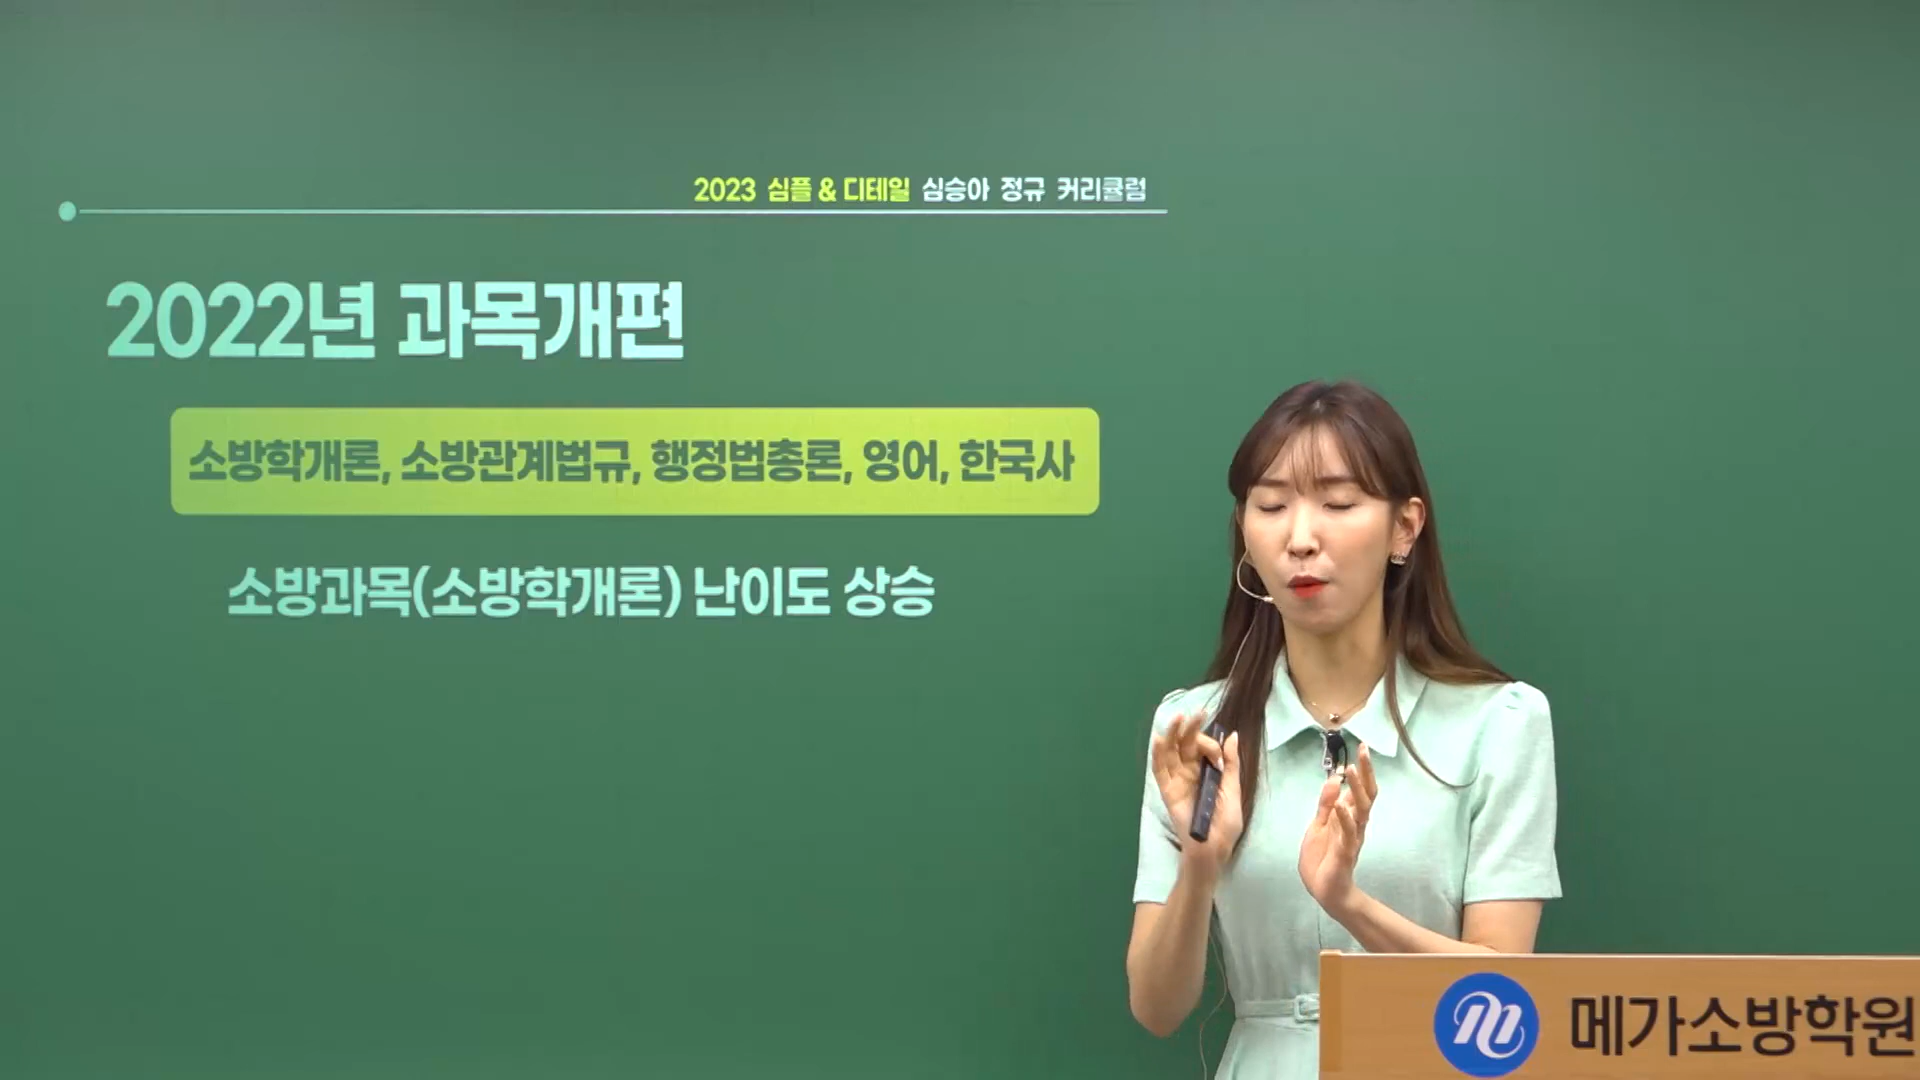 2023 심플 & 디테일 심승아 정규 커리큘럼
2022년 과목개편
소방학개론, 소방관계법규, 행정법총론, 영어, 한국사
소방과목(소방학개론) 난이도 상승
메가소방학원